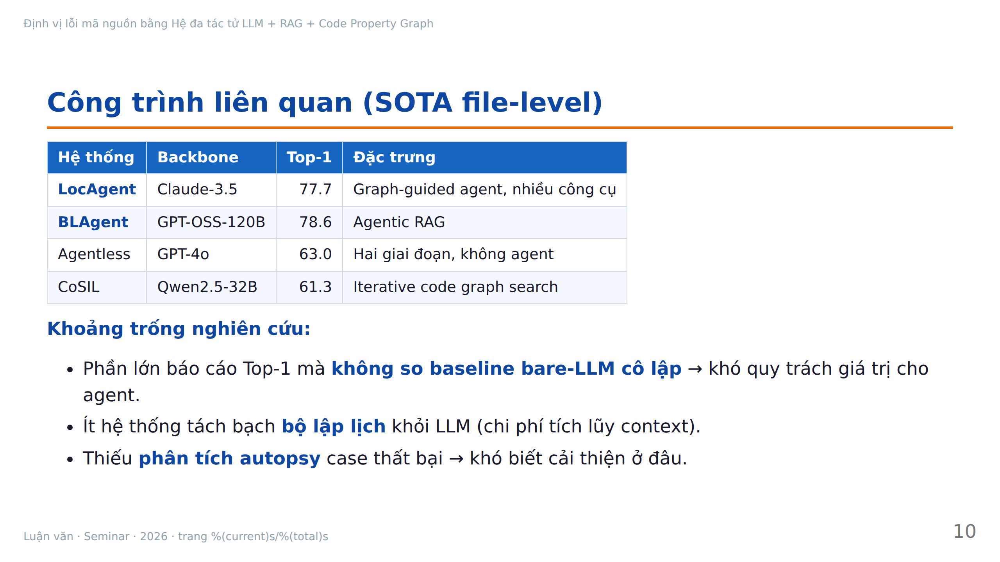 Định vị lỗi mã nguồn bằng Hệ đa tác tử LLM + RAG + Code Property Graph
Công trình liên quan (SOTA file-level)
Hệ thống Backbone Top-1 Đặc trưng
LocAgent Claude-3.5 77.7 Graph-guided agent, nhiều công cụ
BLAgent GPT-OSS-120B 78.6 Agentic RAG
Agentless GPT-4o 63.0 Hai giai đoạn, không agent
CoSIL Qwen2.5-32B 61.3 Iterative code graph search
Khoảng trống nghiên cứu:
• Phần lớn báo cáo Top-1 mà không so baseline bare-LLM cô lập → khó quy trách giá trị cho
agent.
• Ít hệ thống tách bạch bộ lập lịch khỏi LLM (chi phí tích lũy context).
• Thiếu phân tích autopsy case thất bại → khó biết cải thiện ở đâu.
Luận văn · Seminar · 2026 · trang %(current)s/%(total)s
10